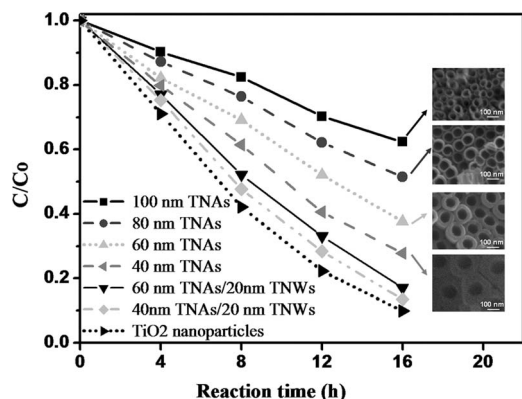 1.0
0.8
0.6
0.4
0.2
0.0
C/Co
100 nm TNAs
80 nm TNAs
60 nm TNAs
40 nm TNAs
60 nm TNAs/20nm TNWs
40nm TNAs/20 nm TNWs
TiO2 nanoparticles
0 4 8 12 16 20
Reaction time (h)
100 nm
100 nm
100 nm
100 nm